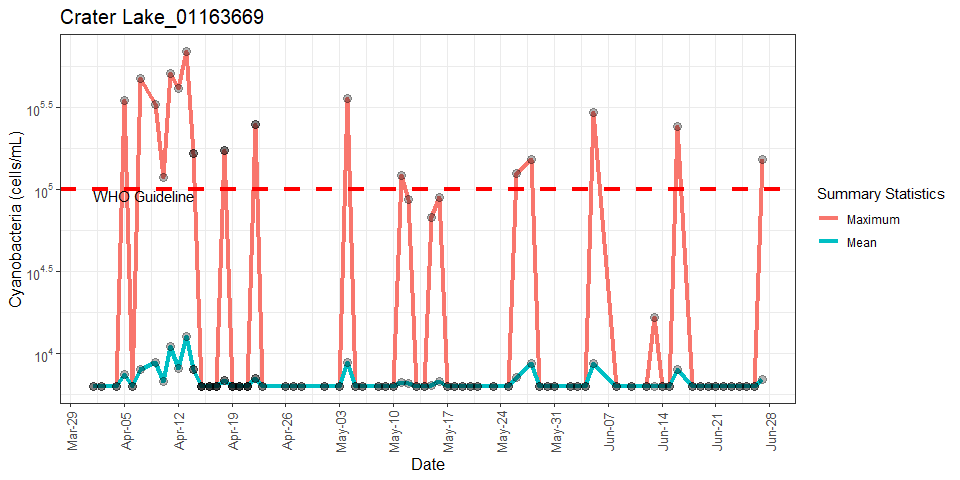 Crater Lake_01163669
Cyanobacteria (cells/mL)
10^5.5
10^5
10^4.5
10^4
WHO Guideline
Mar-29
Apr-05
Apr-12
Apr-19
Apr-26
May-03
May-10
May-17
May-24
May-31
Jun-07
Jun-14
Jun-21
Jun-28
Date
Summary Statistics
Maximum
Mean